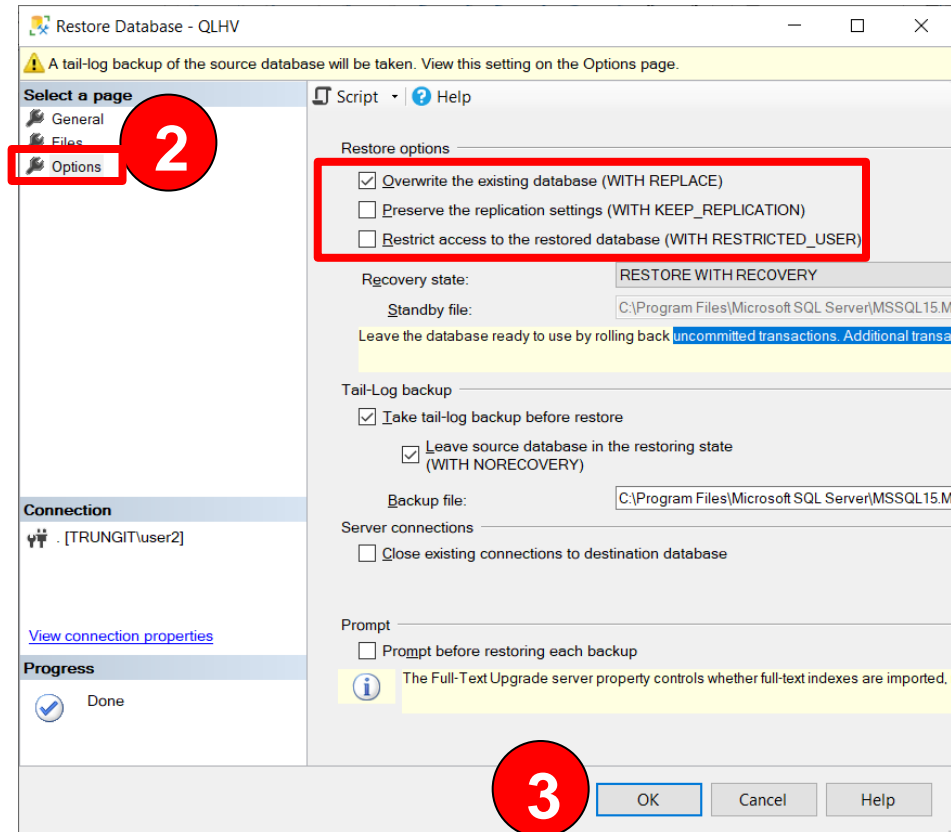 Restore Database - QLHV
A tail-log backup of the source database will be taken. View this setting on the Options page.
Select a page
General
Files
Options
2
Script
Help
Restore options
Overwrite the existing database (WITH REPLACE)
Preserve the replication settings (WITH KEEP_REPLICATION)
Restrict access to the restored database (WITH RESTRICTED_USER)
Recovery state:
RESTORE WITH RECOVERY
Standby file:
C:\Program Files\Microsoft SQL Server\MSSQL15.M
Leave the database ready to use by rolling back uncommitted transactions. Additional transa
Tail-Log backup
Take tail-log backup before restore
Leave source database in the restoring state
(WITH NORECOVERY)
Backup file:
C:\Program Files\Microsoft SQL Server\MSSQL15.M
Server connections
Close existing connections to destination database
Connection
. [TRUNGIT\user2]
View connection properties
Prompt
Prompt before restoring each backup
The Full-Text Upgrade server property controls whether full-text indexes are imported,
Progress
Done
3
OK
Cancel
Help